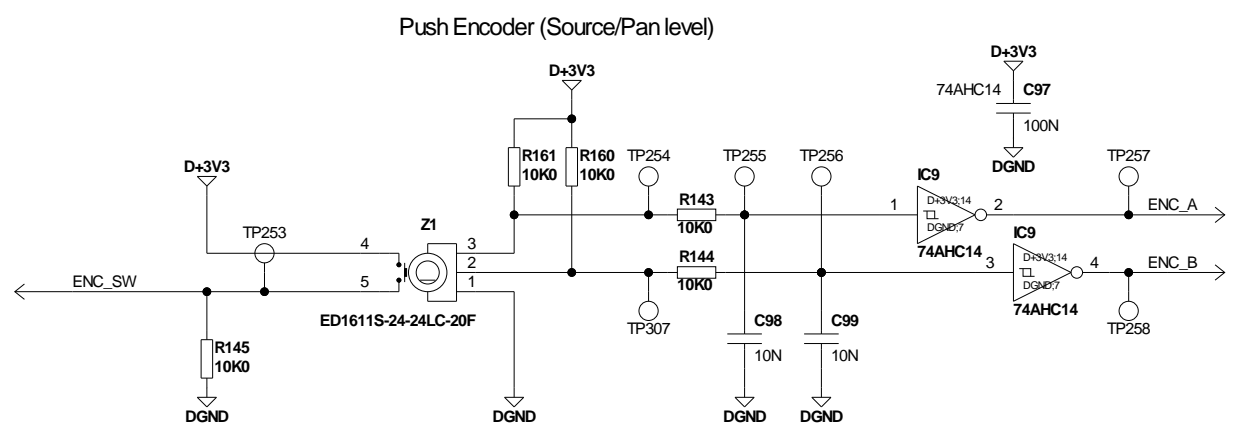 Push Encoder (Source/Pan level)
D+3V3
74AHC14 C97
100N
DGND
D+3V3
R161
10K0
R160
10K0
TP254
TP255
TP256
TP257
D+3V3
TP253
Z1
R143
10K0
IC9
1
D+3V3;14
DGND;7
2
ENC_A
74AHC14
4
3
2
1
5
ENC_SW
R144
10K0
IC9
3
D+3V3;14
DGND;7
4
ENC_B
74AHC14
ED1611S-24-24LC-20F
TP307
TP258
R145
10K0
C98
10N
C99
10N
DGND
DGND
DGND
DGND